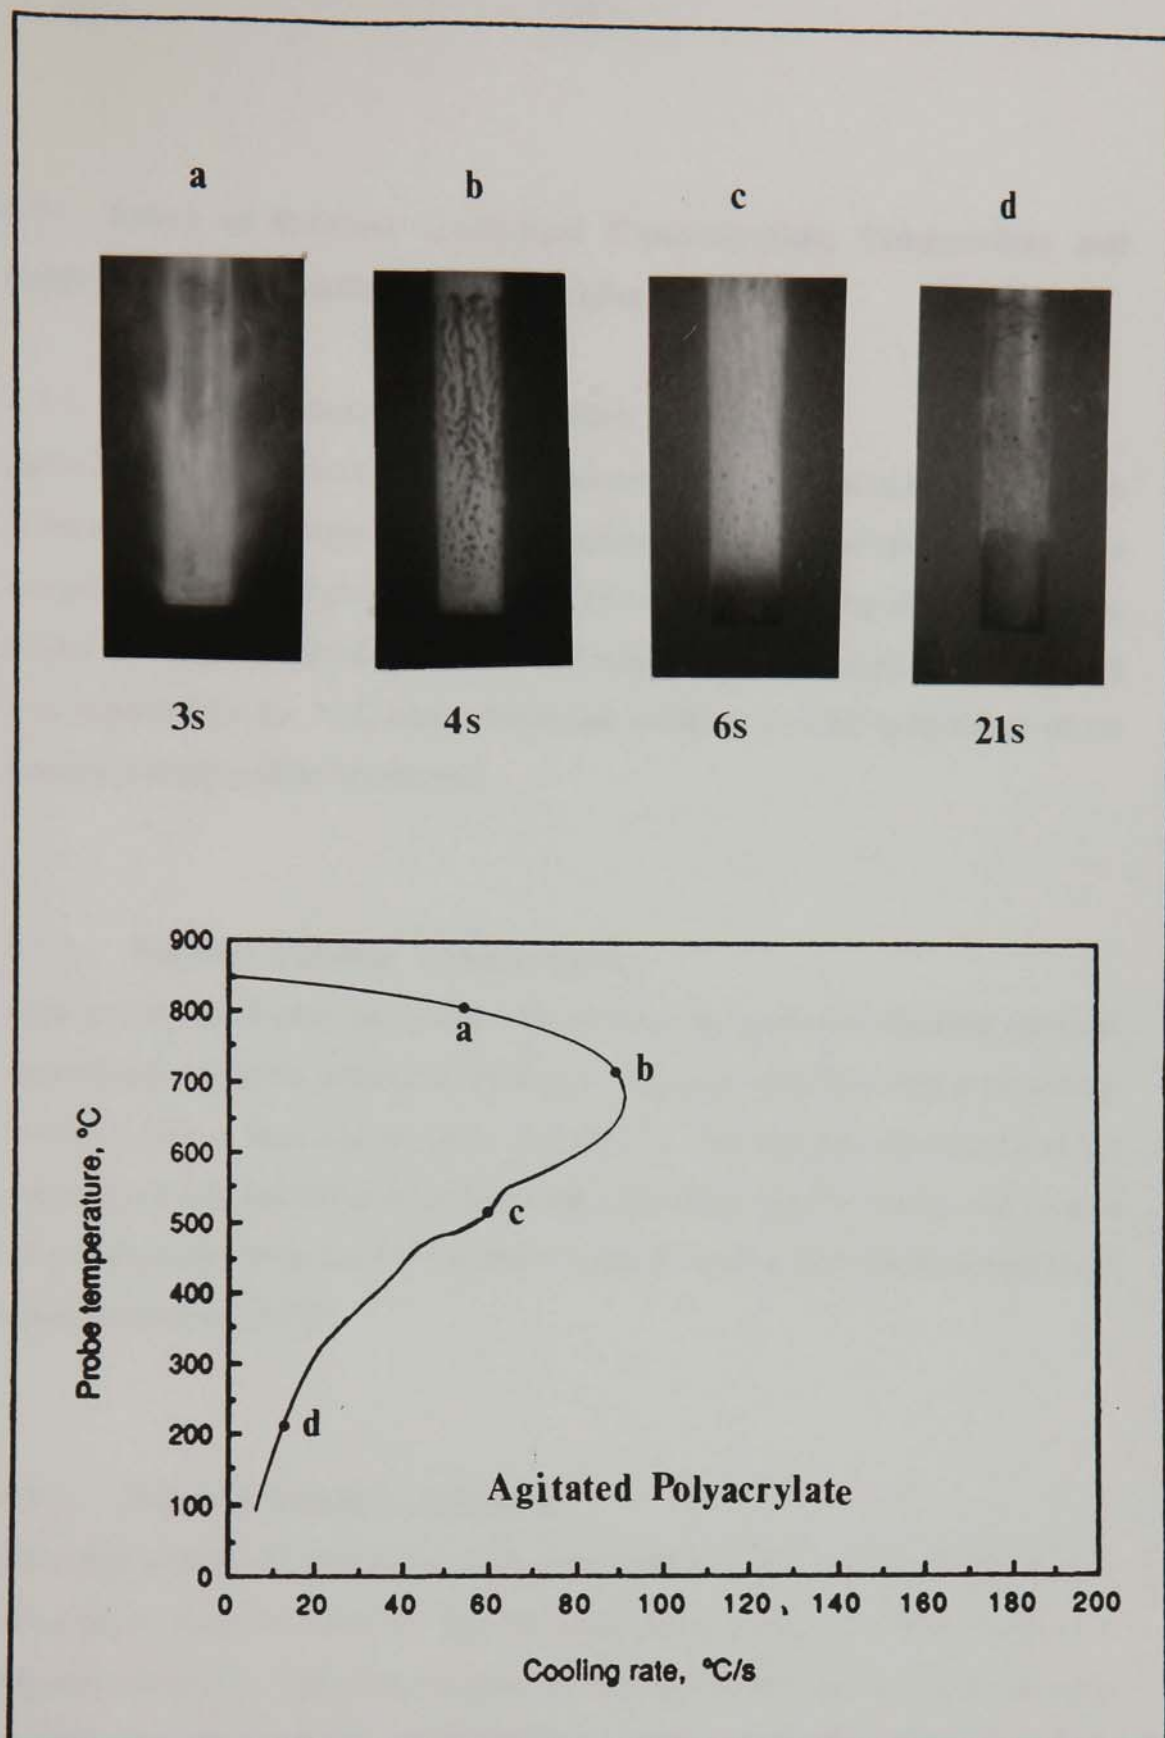 a b c d
3s 4s 6s 21s
900
800
700
600
500
400
300
200
100
0
Probe temperature, °C
a
b
c
d
Agitated Polyacrylate
0 20 40 60 80 100 120 140 160 180 200
Cooling rate, °C/s